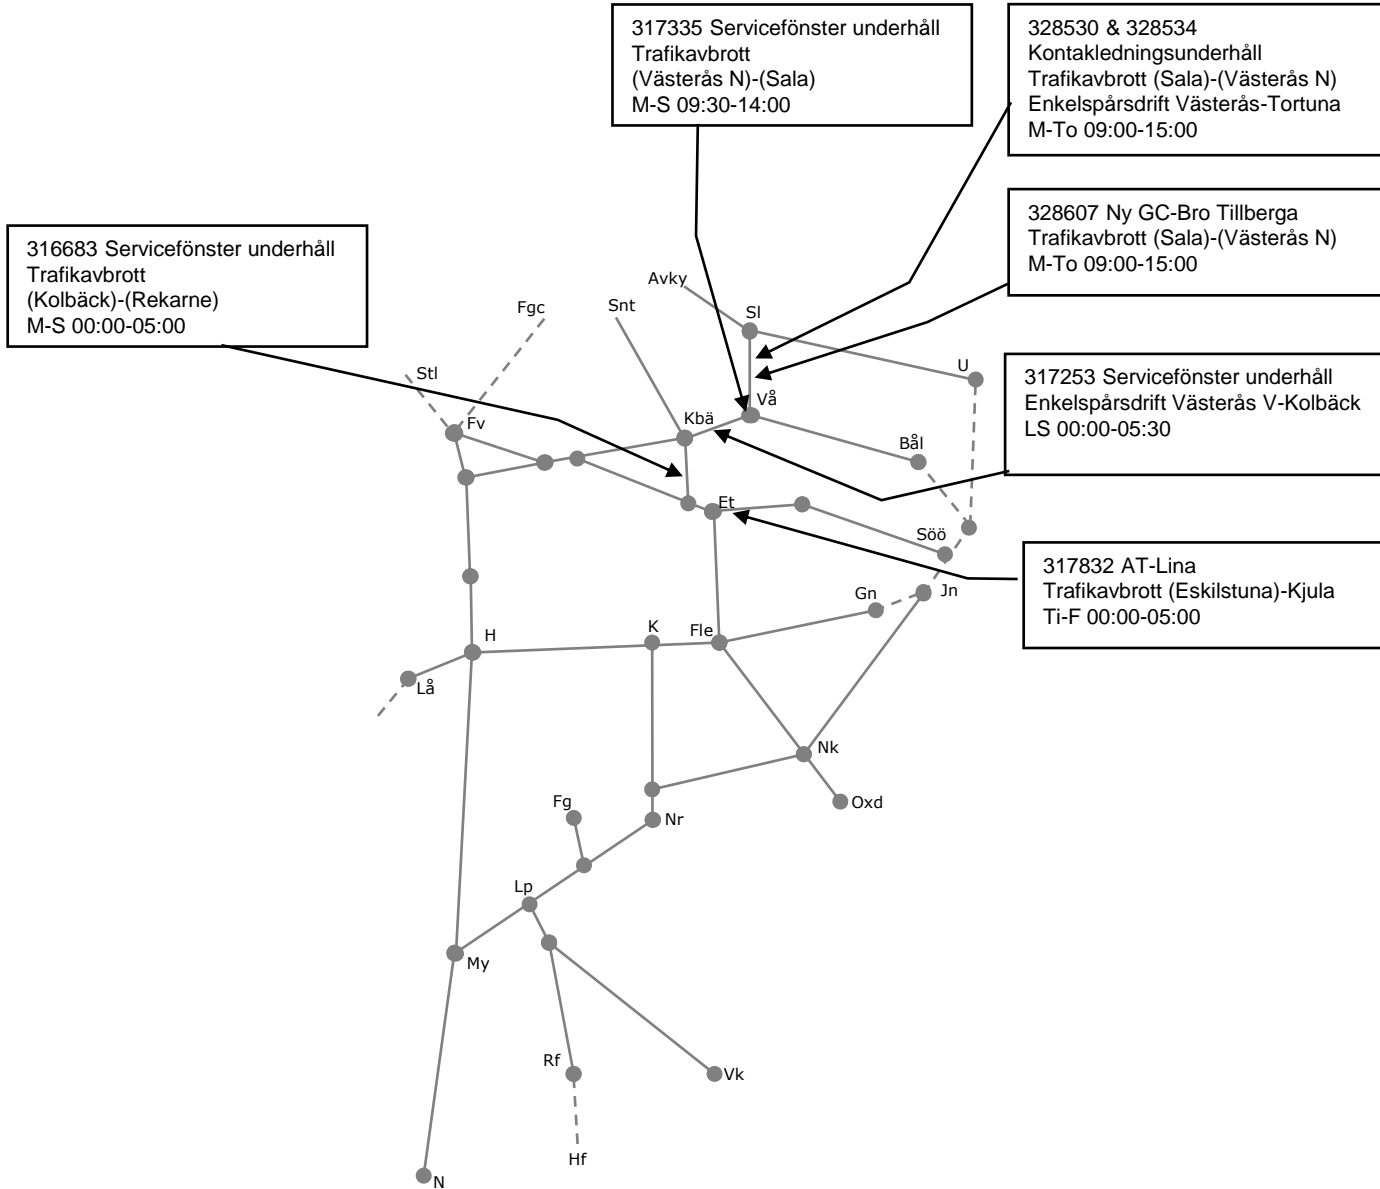 317335 Servicefönster underhåll
Trafikavbrott
(Västerås N)-(Sala)
M-S 09:30-14:00
328530 & 328534
Kontakledningsunderhåll
Trafikavbrott (Sala)-(Västerås N)
Enkelspårsdrift Västerås-Tortuna
M-To 09:00-15:00
328607 Ny GC-Bro Tillberga
Trafikavbrott (Sala)-(Västerås N)
M-To 09:00-15:00
316683 Servicefönster underhåll
Trafikavbrott
(Kolbäck)-(Rekarne)
M-S 00:00-05:00
317253 Servicefönster underhåll
Enkelspårsdrift Västerås V-Kolbäck
LS 00:00-05:30
317832 AT-Lina
Trafikavbrott (Eskilstuna)-Kjula
Ti-F 00:00-05:00
Avky
Fgc
Snt
Sl
Stl
U
Vå
Kbä
Fv
Bål
Et
Söö
Gn
Jn
H
K
Fle
Lå
Nk
Fg
Oxd
Nr
Lp
My
Rf
Vk
Hf
N